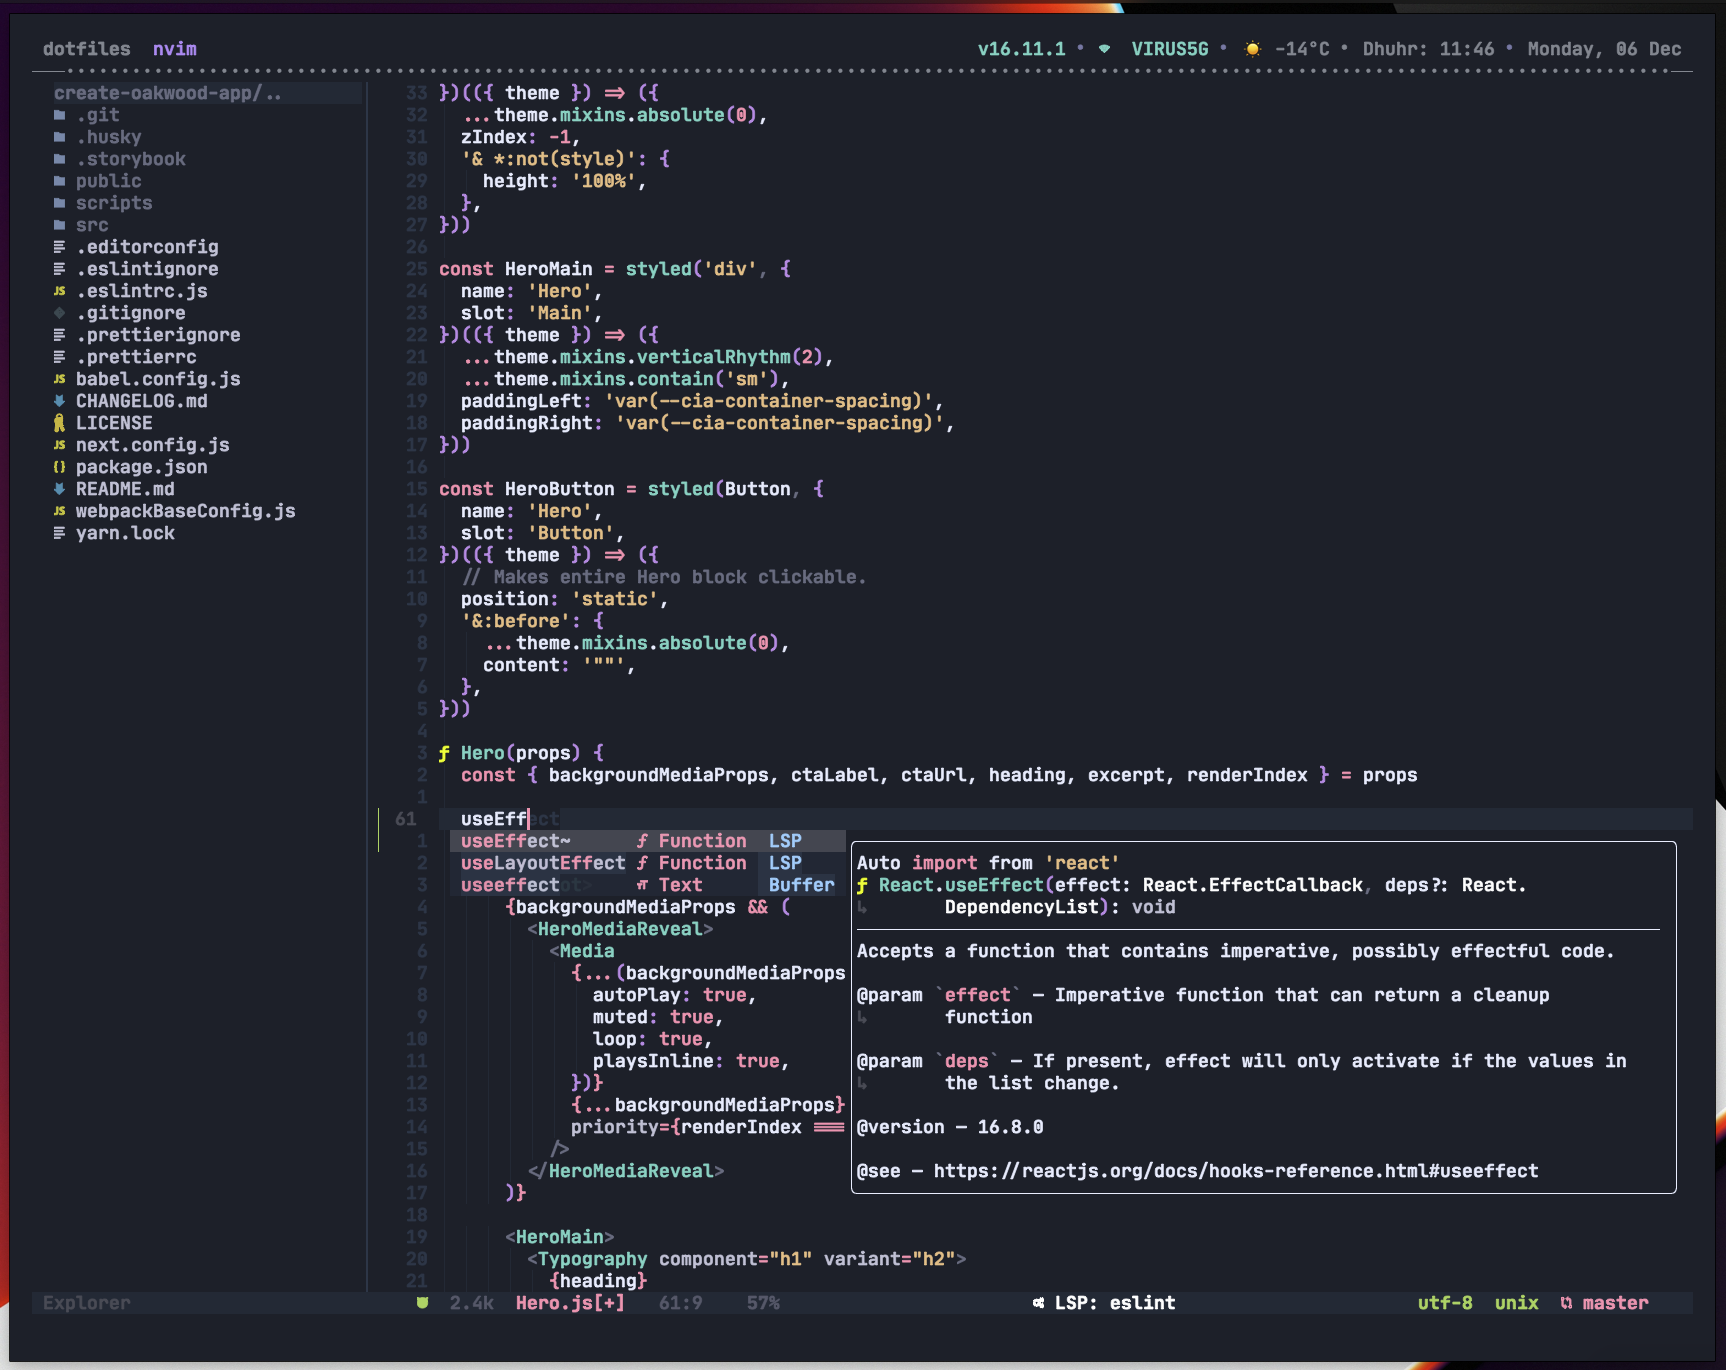 dotfiles nvim
v16.11.1 • VIRUS5G • -14°C • Dhuhr: 11:46 • Monday, 06 Dec
create-oakwood-app/..
.git
.husky
.storybook
public
scripts
src
.editorconfig
.eslintignore
JS .eslintrc.js
.gitignore
.prettierignore
.prettierrc
JS babel.config.js
CHANGELOG.md
LICENSE
JS next.config.js
{} package.json
README.md
JS webpackBaseConfig.js
yarn.lock
33 })(({ theme }) => ({
32 ...theme.mixins.absolute(0),
31 zIndex: -1,
30 '& *:not(style)': {
29 height: '100%',
28 },
27 }))
26
25 const HeroMain = styled('div', {
24 name: 'Hero',
23 slot: 'Main',
22 })(({ theme }) => ({
21 ...theme.mixins.verticalRhythm(2),
20 ...theme.mixins.contain('sm'),
19 paddingLeft: 'var(--cia-container-spacing)',
18 paddingRight: 'var(--cia-container-spacing)',
17 }))
16
15 const HeroButton = styled(Button, {
14 name: 'Hero',
13 slot: 'Button',
12 })(({ theme }) => ({
11 // Makes entire Hero block clickable.
10 position: 'static',
9 '&:before': {
8 ...theme.mixins.absolute(0),
7 content: '""',
6 },
5 }))
4
3 ƒ Hero(props) {
2 const { backgroundMediaProps, ctaLabel, ctaUrl, heading, excerpt, renderIndex } = props
1
61 useEffect
1 useEffect~ ƒ Function LSP
2 useLayoutEffect ƒ Function LSP
3 useeffect ot> Text Buffer
4 {backgroundMediaProps && (
5 <HeroMediaReveal>
6 <Media
7 {...(backgroundMediaProps
8 autoPlay: true,
9 muted: true,
10 loop: true,
11 playsInline: true,
12 })}
13 {...backgroundMediaProps}
14 priority={renderIndex ===
15 />
16 </HeroMediaReveal>
17 )}
18
19 <HeroMain>
20 <Typography component="h1" variant="h2">
21 {heading}
Auto import from 'react'
ƒ React.useEffect(effect: React.EffectCallback, deps?: React.
↳ DependencyList): void
Accepts a function that contains imperative, possibly effectful code.
@param `effect` — Imperative function that can return a cleanup
↳ function
@param `deps` — If present, effect will only activate if the values in
↳ the list change.
@version — 16.8.0
@see — https://reactjs.org/docs/hooks-reference.html#useeffect
Explorer
2.4k Hero.js[+] 61:9 57% LSP: eslint utf-8 unix master